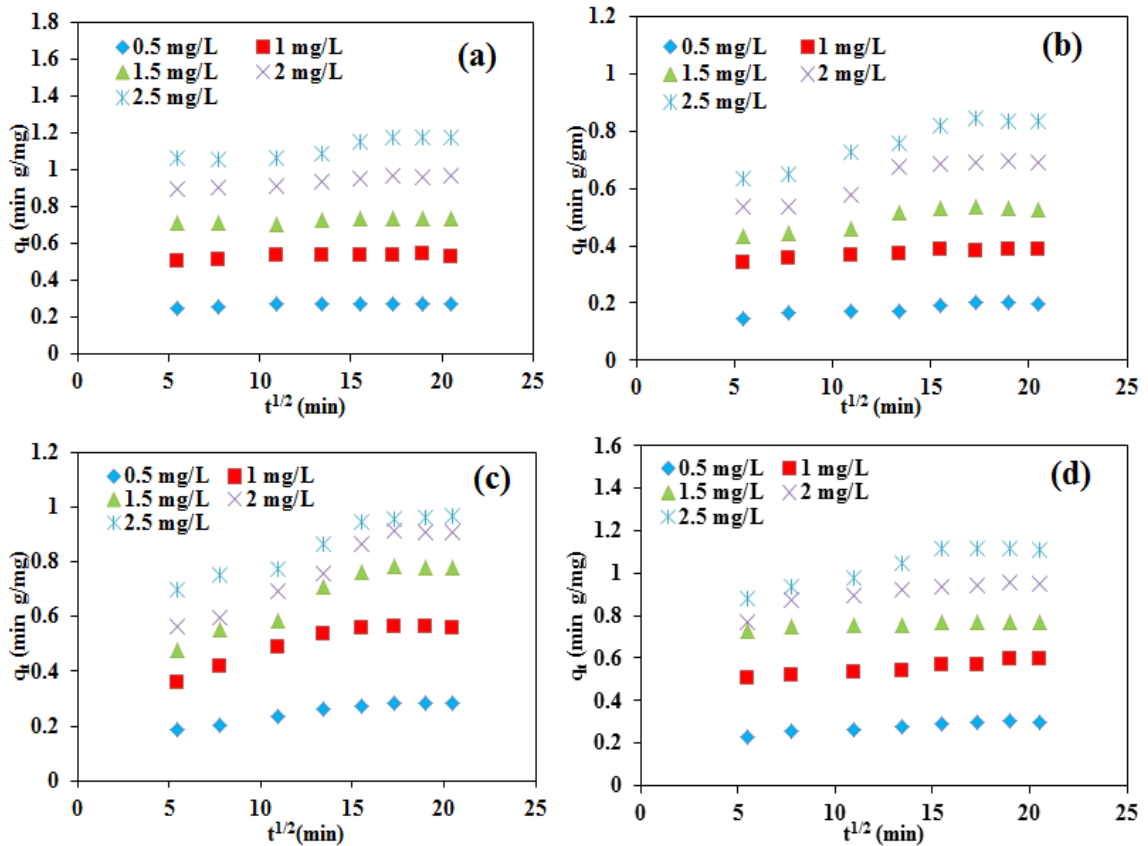 (a)
0.5 mg/L 1 mg/L
1.5 mg/L 2 mg/L
2.5 mg/L
qt (min g/mg)
1.8
1.6
1.4
1.2
1
0.8
0.6
0.4
0.2
0
0 5 10 15 20 25
t1/2 (min)
(b)
0.5 mg/L 1 mg/L
1.5 mg/L 2 mg/L
2.5 mg/L
qt (min g/gm)
1.2
1
0.8
0.6
0.4
0.2
0
0 5 10 15 20 25
t1/2 (min)
(c)
0.5 mg/L 1 mg/L
1.5 mg/L 2 mg/L
2.5 mg/L
qt (min g/mg)
1.2
1
0.8
0.6
0.4
0.2
0
0 5 10 15 20 25
t1/2(min)
(d)
0.5 mg/L 1 mg/L
1.5 mg/L 2 mg/L
2.5 mg/L
qt (min g/mg)
1.6
1.4
1.2
1
0.8
0.6
0.4
0.2
0
0 5 10 15 20 25
t1/2 (min)